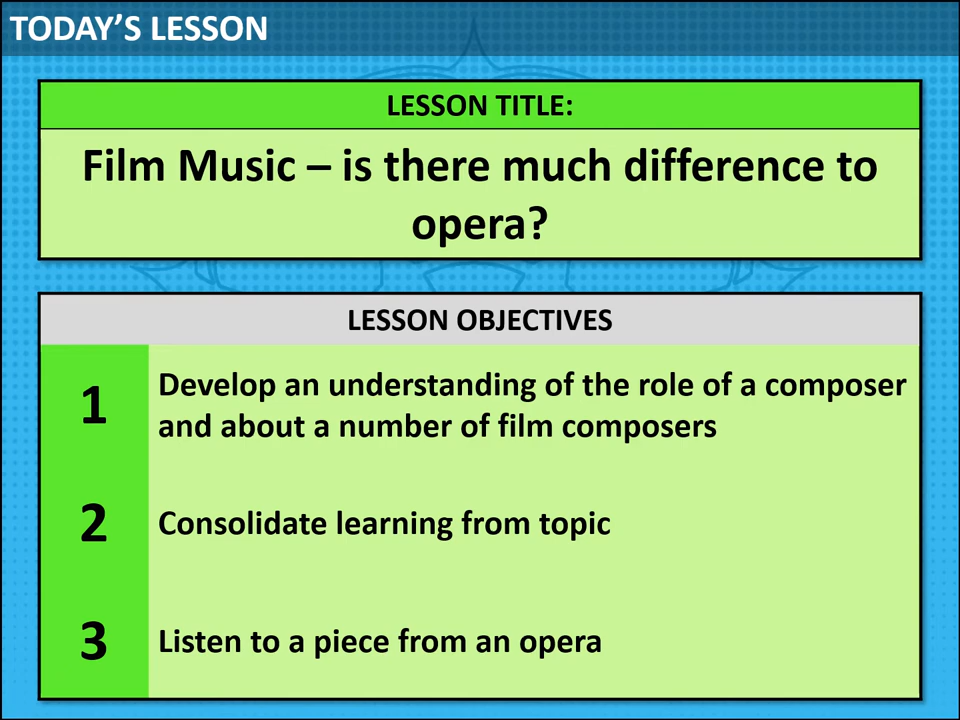 TODAY’S LESSON
LESSON TITLE:
Film Music – is there much difference to
opera?
LESSON OBJECTIVES
1
Develop an understanding of the role of a composer
and about a number of film composers
2
Consolidate learning from topic
3
Listen to a piece from an opera